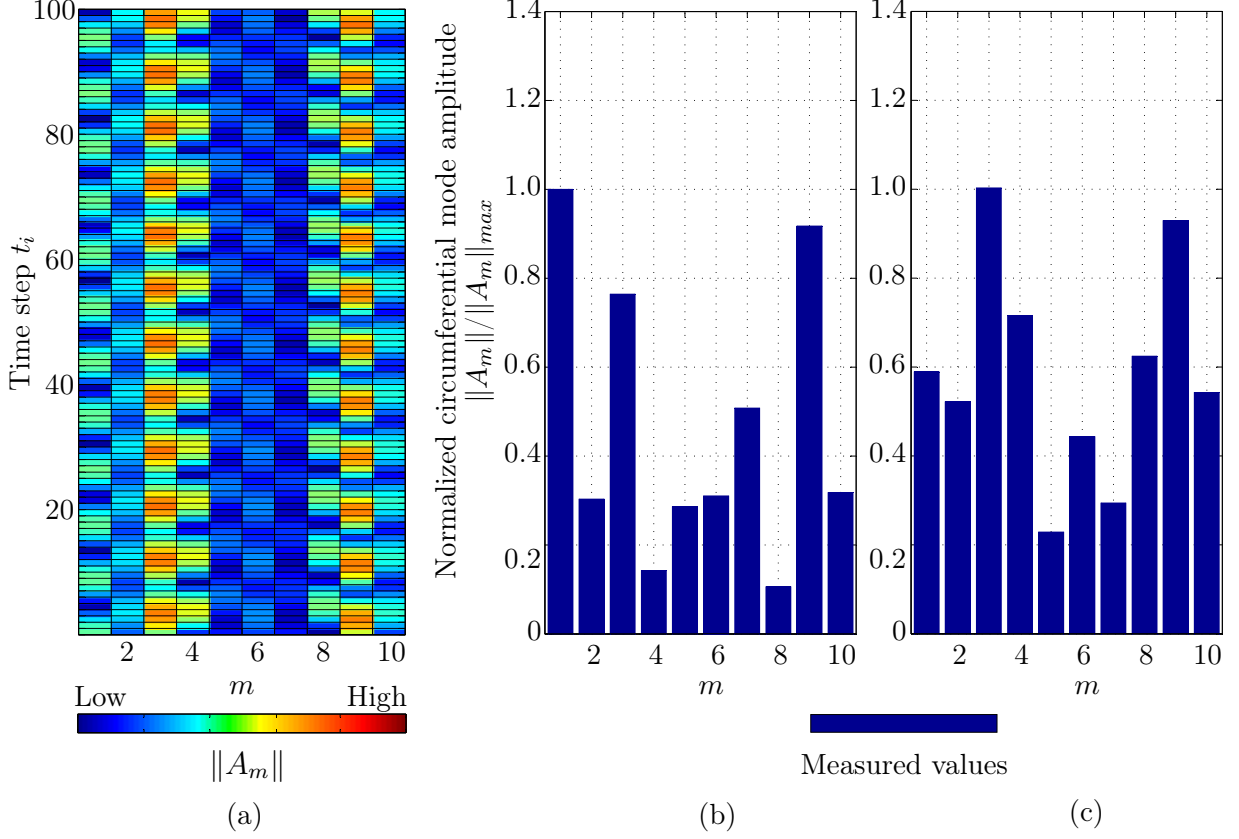 100
80
60
40
20
Time step t_i
2 4 6 8 10
m
Low High
‖A_m‖
(a)
Normalized circumferential mode amplitude
‖A_m‖/‖A_m‖_{max}
1.4
1.2
1.0
0.8
0.6
0.4
0.2
0
2 4 6 8 10
m
(b)
1.4
1.2
1.0
0.8
0.6
0.4
0.2
0
2 4 6 8 10
m
(c)
Measured values